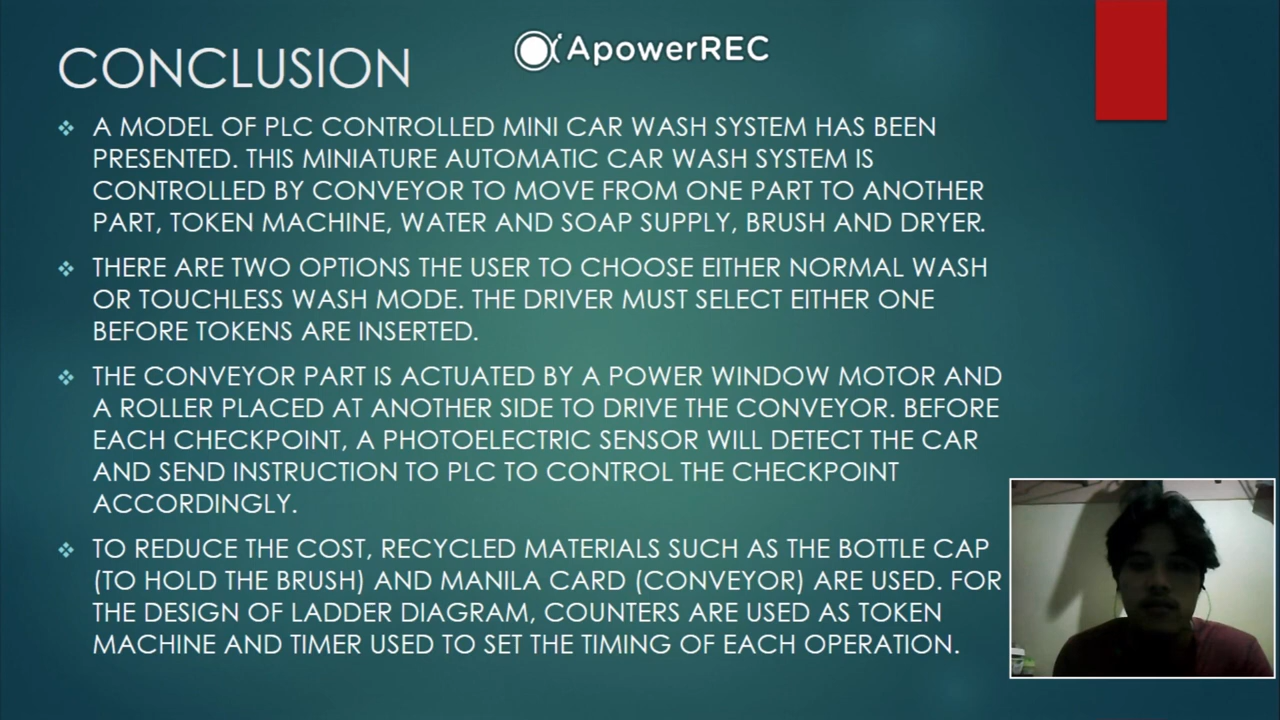 CONCLUSION
ApowerREC
❖ A MODEL OF PLC CONTROLLED MINI CAR WASH SYSTEM HAS BEEN
PRESENTED. THIS MINIATURE AUTOMATIC CAR WASH SYSTEM IS
CONTROLLED BY CONVEYOR TO MOVE FROM ONE PART TO ANOTHER
PART, TOKEN MACHINE, WATER AND SOAP SUPPLY, BRUSH AND DRYER.
❖ THERE ARE TWO OPTIONS THE USER TO CHOOSE EITHER NORMAL WASH
OR TOUCHLESS WASH MODE. THE DRIVER MUST SELECT EITHER ONE
BEFORE TOKENS ARE INSERTED.
❖ THE CONVEYOR PART IS ACTUATED BY A POWER WINDOW MOTOR AND
A ROLLER PLACED AT ANOTHER SIDE TO DRIVE THE CONVEYOR. BEFORE
EACH CHECKPOINT, A PHOTOELECTRIC SENSOR WILL DETECT THE CAR
AND SEND INSTRUCTION TO PLC TO CONTROL THE CHECKPOINT
ACCORDINGLY.
❖ TO REDUCE THE COST, RECYCLED MATERIALS SUCH AS THE BOTTLE CAP
(TO HOLD THE BRUSH) AND MANILA CARD (CONVEYOR) ARE USED. FOR
THE DESIGN OF LADDER DIAGRAM, COUNTERS ARE USED AS TOKEN
MACHINE AND TIMER USED TO SET THE TIMING OF EACH OPERATION.